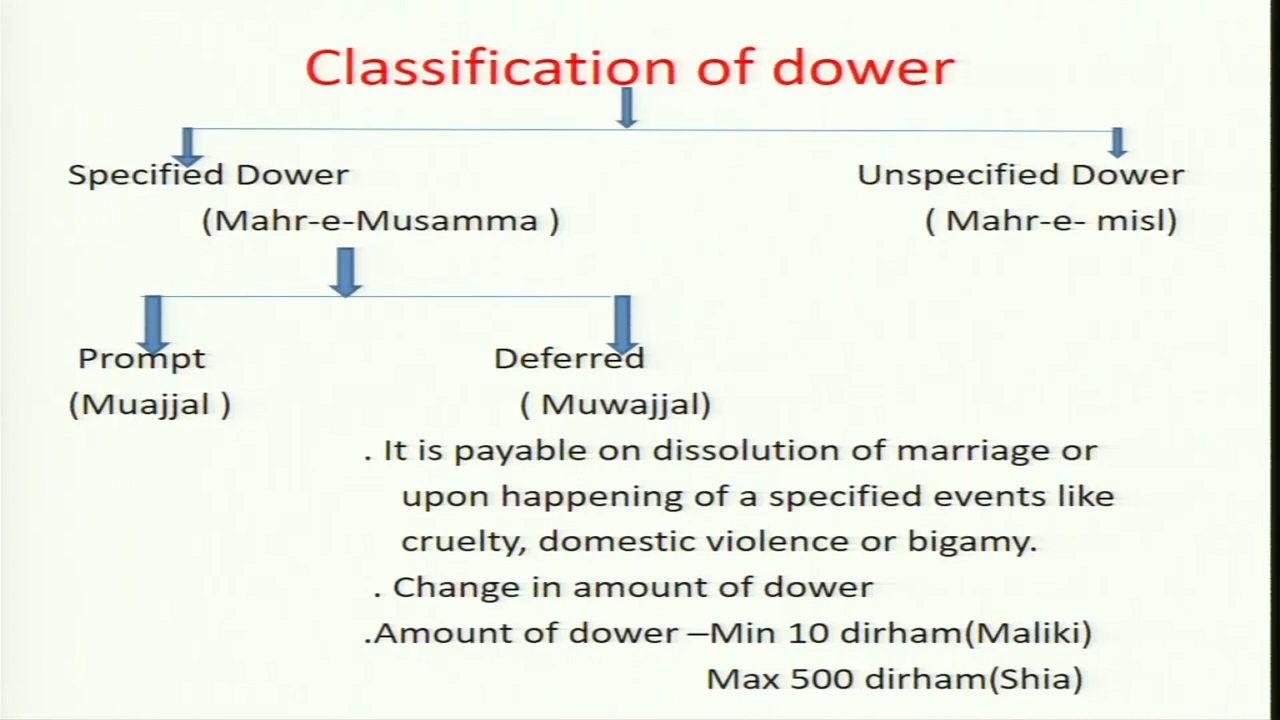 Classification of dower
Specified Dower
Unspecified Dower
(Mahr-e-Musamma )
( Mahr-e- misl)
Prompt
Deferred
(Muajjal )
( Muwajjal)
. It is payable on dissolution of marriage or
upon happening of a specified events like
cruelty, domestic violence or bigamy.
. Change in amount of dower
.Amount of dower –Min 10 dirham(Maliki)
Max 500 dirham(Shia)